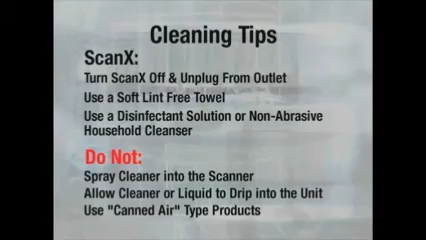 Cleaning Tips
ScanX:
Turn ScanX Off & Unplug From Outlet
Use a Soft Lint Free Towel
Use a Disinfectant Solution or Non-Abrasive
Household Cleanser
Do Not:
Spray Cleaner into the Scanner
Allow Cleaner or Liquid to Drip into the Unit
Use "Canned Air" Type Products